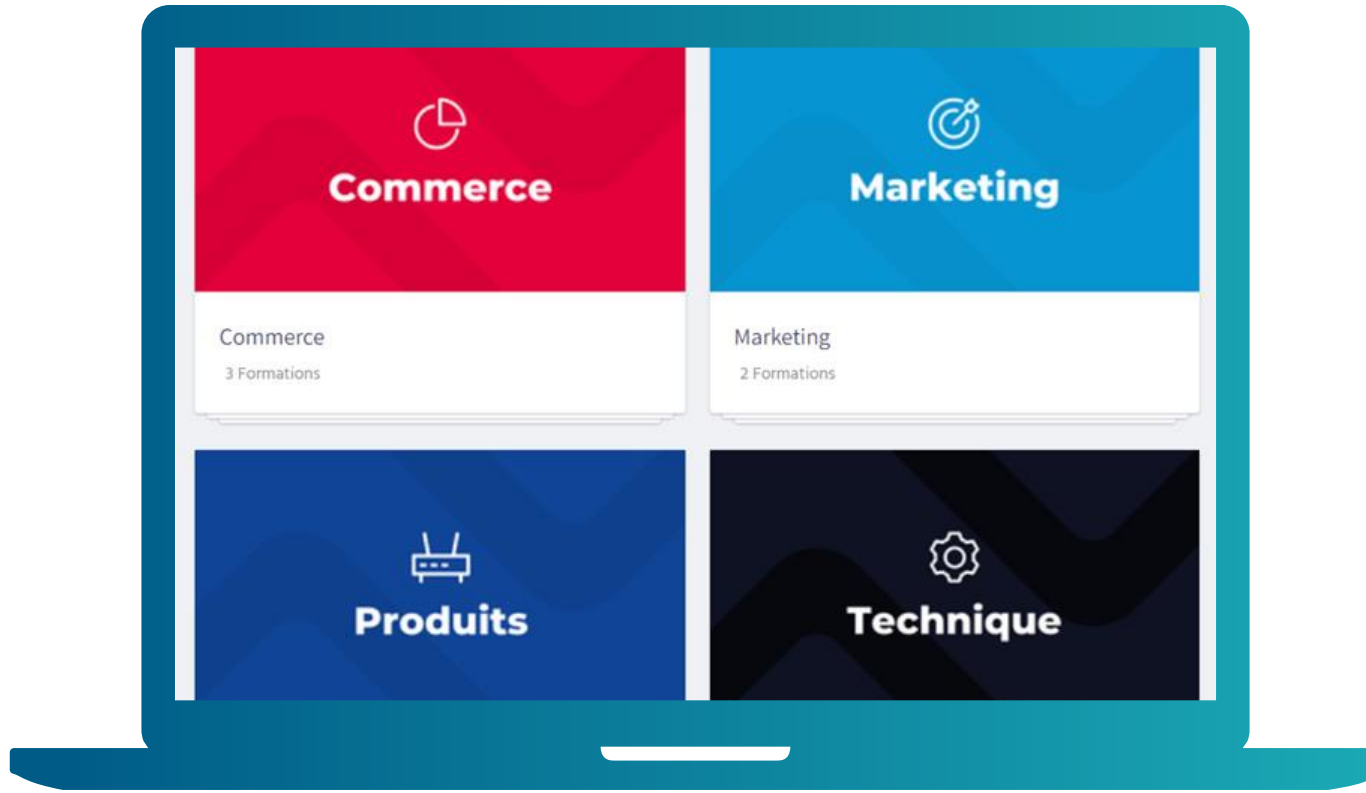 Commerce
Commerce
3 Formations
Marketing
Marketing
2 Formations
Produits
Technique